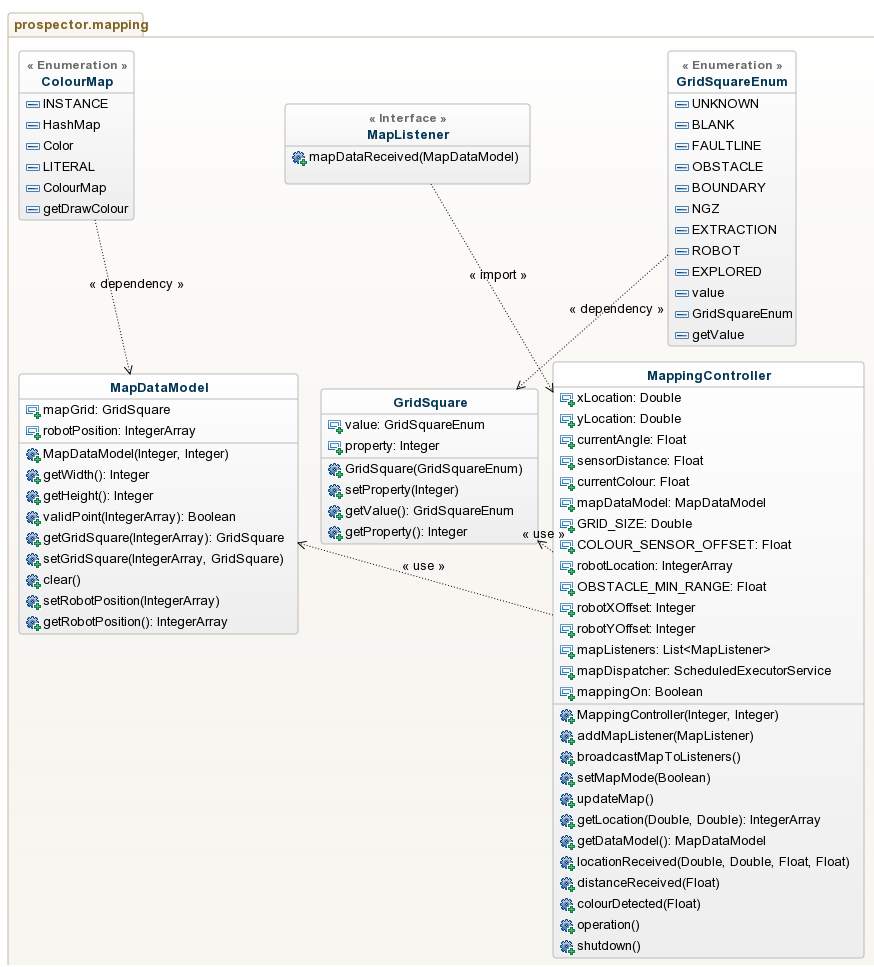 prospector.mapping
« Enumeration »
ColourMap
INSTANCE
HashMap
Color
LITERAL
ColourMap
getDrawColour
« Interface »
MapListener
mapDataReceived(MapDataModel)
« Enumeration »
GridSquareEnum
UNKNOWN
BLANK
FAULTLINE
OBSTACLE
BOUNDARY
NGZ
EXTRACTION
ROBOT
EXPLORED
value
GridSquareEnum
getValue
« dependency »
« import »
« dependency »
MapDataModel
mapGrid: GridSquare
robotPosition: IntegerArray
MapDataModel(Integer, Integer)
getWidth(): Integer
getHeight(): Integer
validPoint(IntegerArray): Boolean
getGridSquare(IntegerArray): GridSquare
setGridSquare(IntegerArray, GridSquare)
clear()
setRobotPosition(IntegerArray)
getRobotPosition(): IntegerArray
GridSquare
value: GridSquareEnum
property: Integer
GridSquare(GridSquareEnum)
setProperty(Integer)
getValue(): GridSquareEnum
getProperty(): Integer
« use »
« use »
MappingController
xLocation: Double
yLocation: Double
currentAngle: Float
sensorDistance: Float
currentColour: Float
mapDataModel: MapDataModel
GRID_SIZE: Double
COLOUR_SENSOR_OFFSET: Float
robotLocation: IntegerArray
OBSTACLE_MIN_RANGE: Float
robotXOffset: Integer
robotYOffset: Integer
mapListeners: List<MapListener>
mapDispatcher: ScheduledExecutorService
mappingOn: Boolean
MappingController(Integer, Integer)
addMapListener(MapListener)
broadcastMapToListeners()
setMapMode(Boolean)
updateMap()
getLocation(Double, Double): IntegerArray
getDataModel(): MapDataModel
locationReceived(Double, Double, Float, Float)
distanceReceived(Float)
colourDetected(Float)
operation()
shutdown()